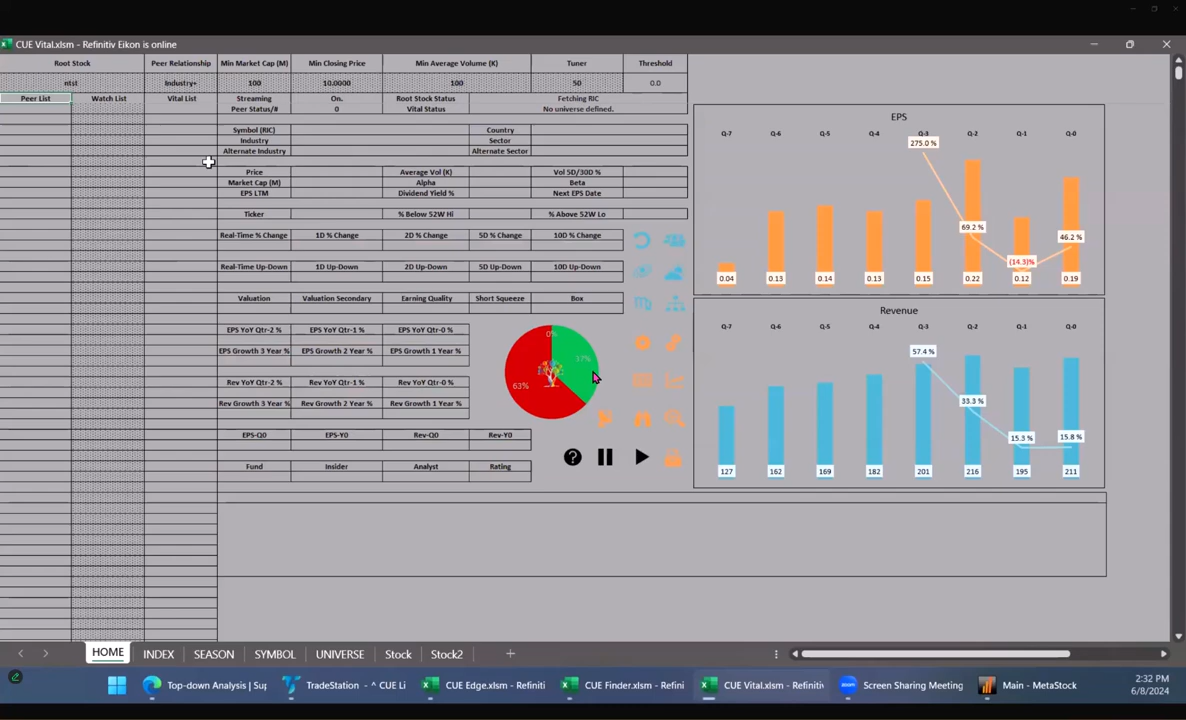 CUE Vital.xlsm - Refinitiv Eikon is online
Root Stock Peer Relationship Min Market Cap (M) Min Closing Price Min Average Volume (K) Tuner Threshold
ntst Industry+ 100 10.0000 100 50 0.0
Peer List Watch List Vital List Streaming On. Root Stock Status Fetching RIC
Peer Status/# 0 Vital Status No universe defined.
Symbol (RIC) Country
Industry Sector
Alternate Industry Alternate Sector
Price Average Vol (K) Vol 5D/30D %
Market Cap (M) Alpha Beta
EPS LTM Dividend Yield % Next EPS Date
Ticker % Below 52W Hi % Above 52W Lo
Real-Time % Change 1D % Change 2D % Change 5D % Change 10D % Change
Real-Time Up-Down 1D Up-Down 2D Up-Down 5D Up-Down 10D Up-Down
Valuation Valuation Secondary Earning Quality Short Squeeze Box
EPS YoY Qtr-2 % EPS YoY Qtr-1 % EPS YoY Qtr-0 %
EPS Growth 3 Year % EPS Growth 2 Year % EPS Growth 1 Year %
Rev YoY Qtr-2 % Rev YoY Qtr-1 % Rev YoY Qtr-0 %
Rev Growth 3 Year % Rev Growth 2 Year % Rev Growth 1 Year %
EPS-Q0 EPS-Y0 Rev-Q0 Rev-Y0
Fund Insider Analyst Rating
0%
37%
63%
EPS
Q-7 Q-6 Q-5 Q-4 Q-3 Q-2 Q-1 Q-0
275.0 %
69.2 %
46.2 %
(14.3)%
0.04 0.13 0.14 0.13 0.15 0.22 0.12 0.19
Revenue
Q-7 Q-6 Q-5 Q-4 Q-3 Q-2 Q-1 Q-0
57.4 %
33.3 %
15.3 % 15.8 %
127 162 169 182 201 216 195 211
HOME INDEX SEASON SYMBOL UNIVERSE Stock Stock2
Top-down Analysis | Sup TradeStation - ^ CUE Li CUE Edge.xlsm - Refiniti CUE Finder.xlsm - Refini CUE Vital.xlsm - Refinitiv Screen Sharing Meeting Main - MetaStock
2:32 PM
6/8/2024